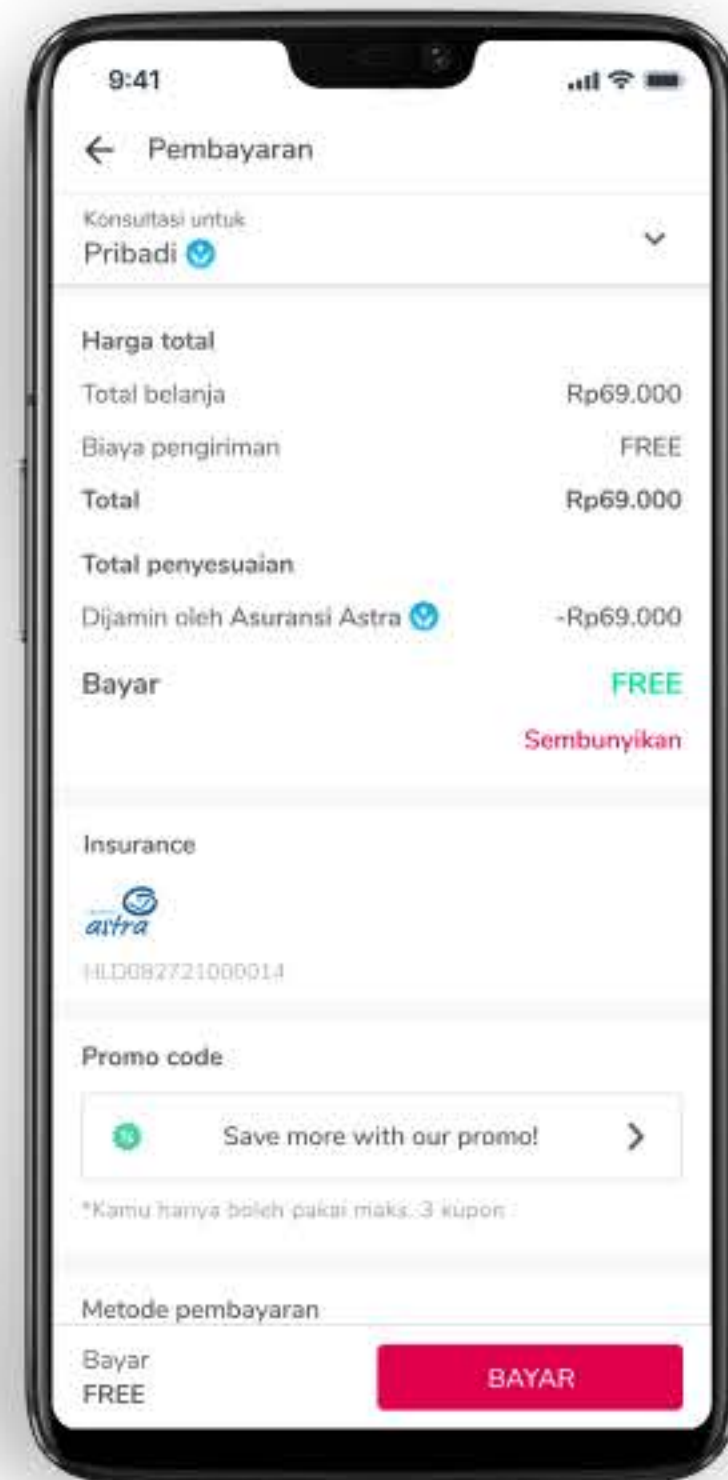 9:41
Pembayaran
Konsultasi untuk
Pribadi
Harga total
Total belanja Rp69.000
Biaya pengiriman FREE
Total Rp69.000
Total penyesuaian
Dijamin oleh Asuransi Astra -Rp69.000
Bayar FREE
Sembunyikan
Insurance
astra
HLD082721000014
Promo code
Save more with our promo!
*Kamu hanya boleh pakai maks. 3 kupon
Metode pembayaran
Bayar
FREE
BAYAR